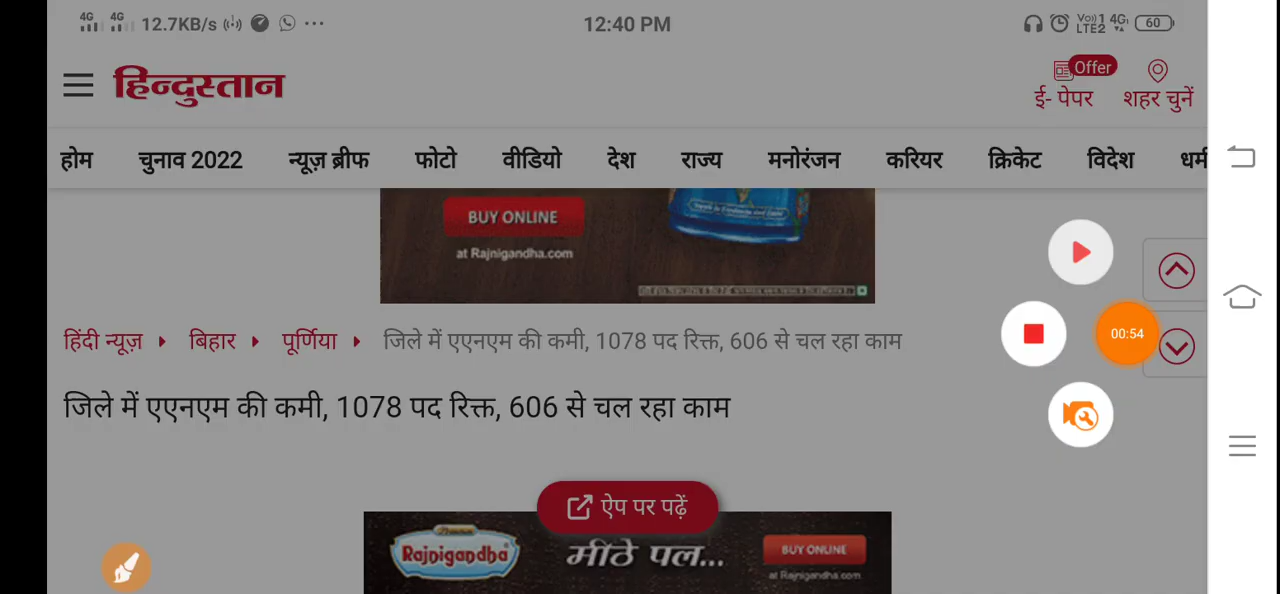 4G 4G 12.7KB/s ... 12:40 PM Vo)) 1 LTE2 4G 60
हिन्दुस्तान
Offer
ई- पेपर शहर चुनें
होम चुनाव 2022 न्यूज़ ब्रीफ फोटो वीडियो देश राज्य मनोरंजन करियर क्रिकेट विदेश धर्म
BUY ONLINE
at Rajnigandha.com
00:54
हिंदी न्यूज़ बिहार पूर्णिया जिले में एएनएम की कमी, 1078 पद रिक्त, 606 से चल रहा काम
जिले में एएनएम की कमी, 1078 पद रिक्त, 606 से चल रहा काम
ऐप पर पढ़ें
Rajnigandha मीठे पल... BUY ONLINE
at Rajnigandha.com